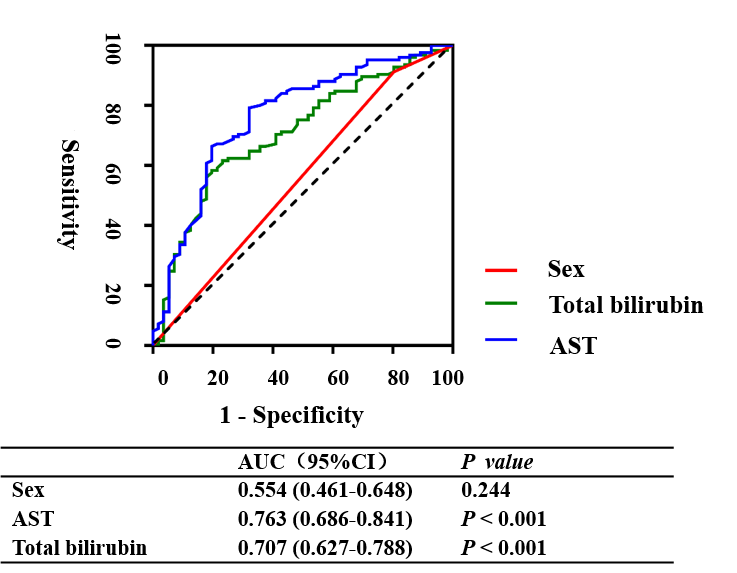 100
80
60
40
20
0
Sensitivity
0 20 40 60 80 100
1 - Specificity
Sex
Total bilirubin
AST
AUC（95%CI） P value
Sex 0.554 (0.461-0.648) 0.244
AST 0.763 (0.686-0.841) P < 0.001
Total bilirubin 0.707 (0.627-0.788) P < 0.001